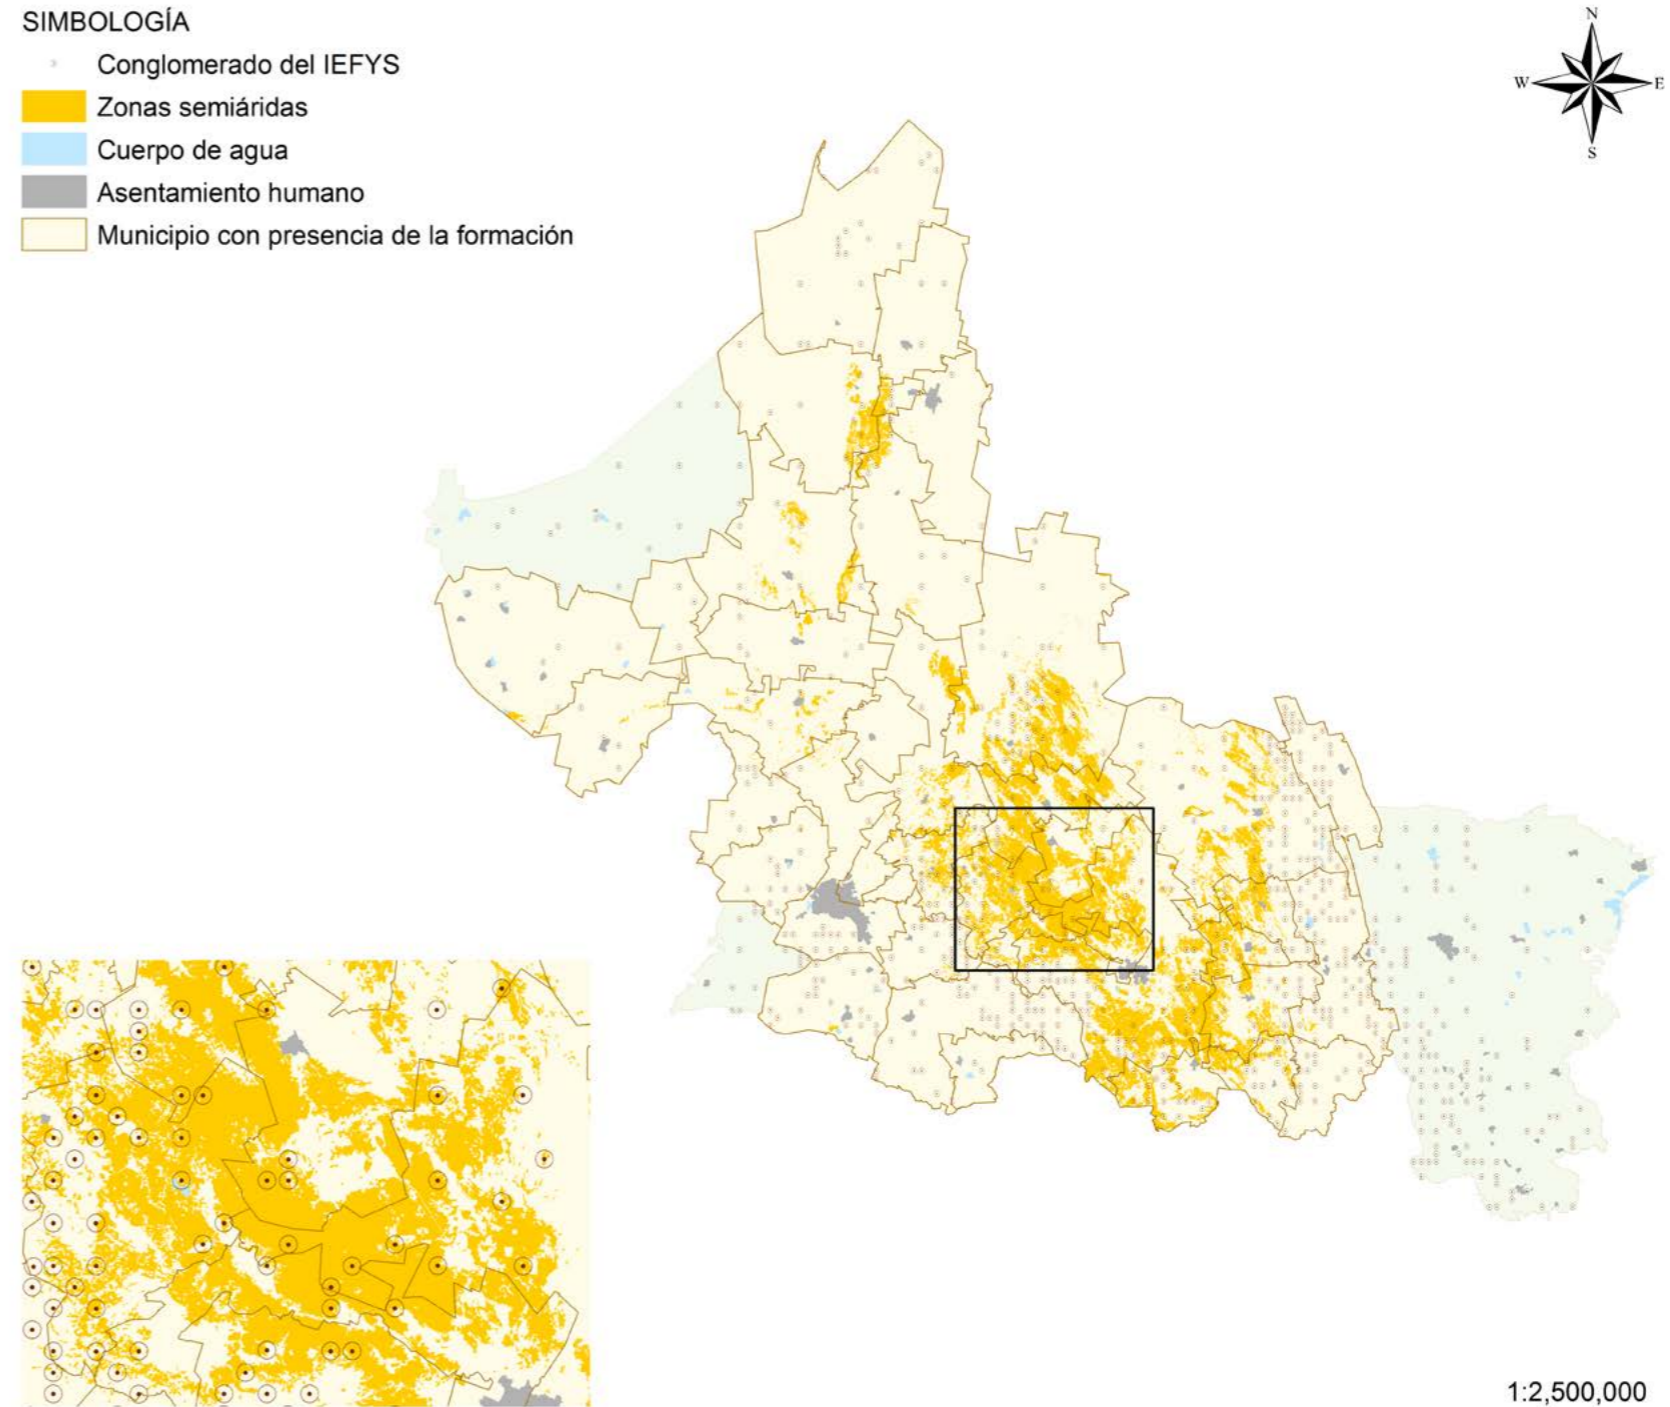 SIMBOLOGÍA
Conglomerado del IEFYS
Zonas semiáridas
Cuerpo de agua
Asentamiento humano
Municipio con presencia de la formación
N
W E
S
1:2,500,000